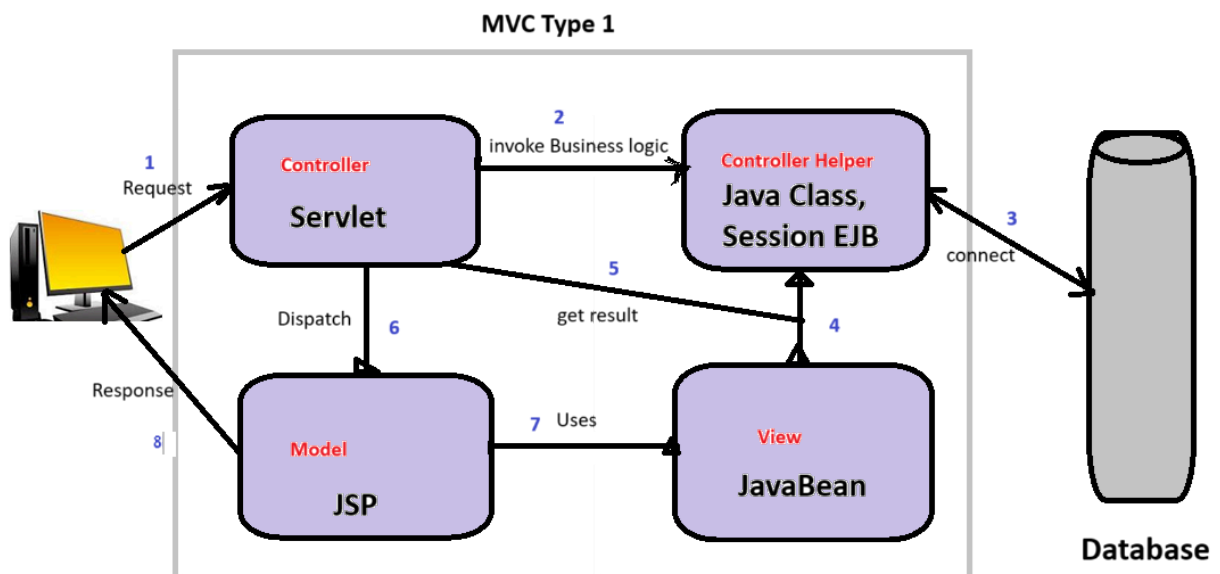 MVC Type 1
1
Request
Controller
Servlet
2
invoke Business logic
Controller Helper
Java Class,
Session EJB
3
connect
5
get result
4
Dispatch
6
Response
8
Model
JSP
7
Uses
View
JavaBean
Database